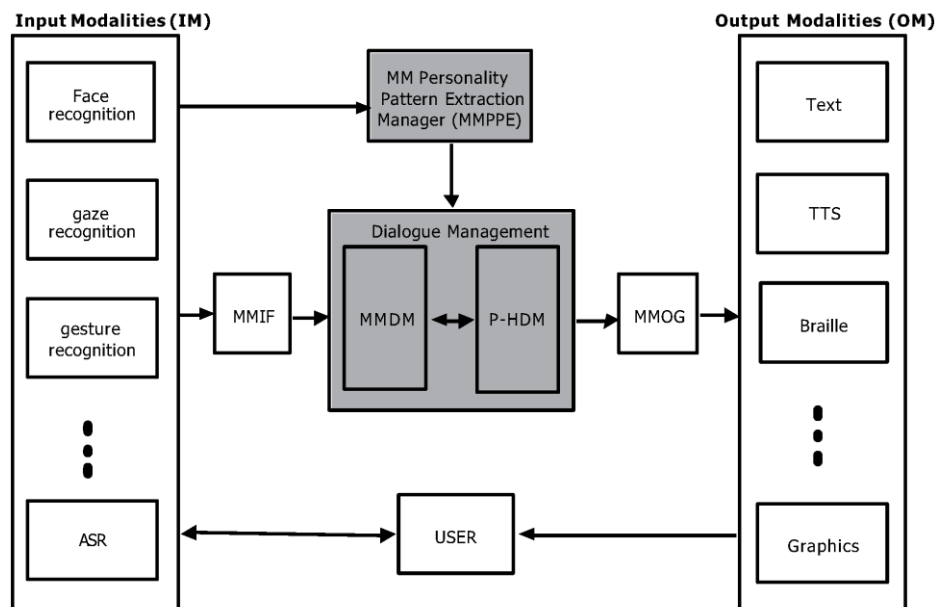 Input Modalities (IM)
Output Modalities (OM)
Face
recognition
gaze
recognition
gesture
recognition
ASR
MM Personality
Pattern Extraction
Manager (MMPPE)
MMIF
Dialogue Management
MMDM
P-HDM
MMOG
USER
Text
TTS
Braille
Graphics